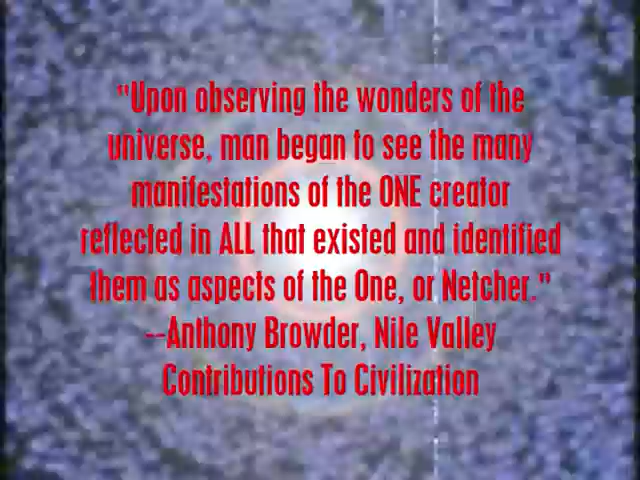 "Upon observing the wonders of the
universe, man began to see the many
manifestations of the ONE creator
reflected in ALL that existed and identified
them as aspects of the One, or Netcher."
--Anthony Browder, Nile Valley
Contributions To Civilization